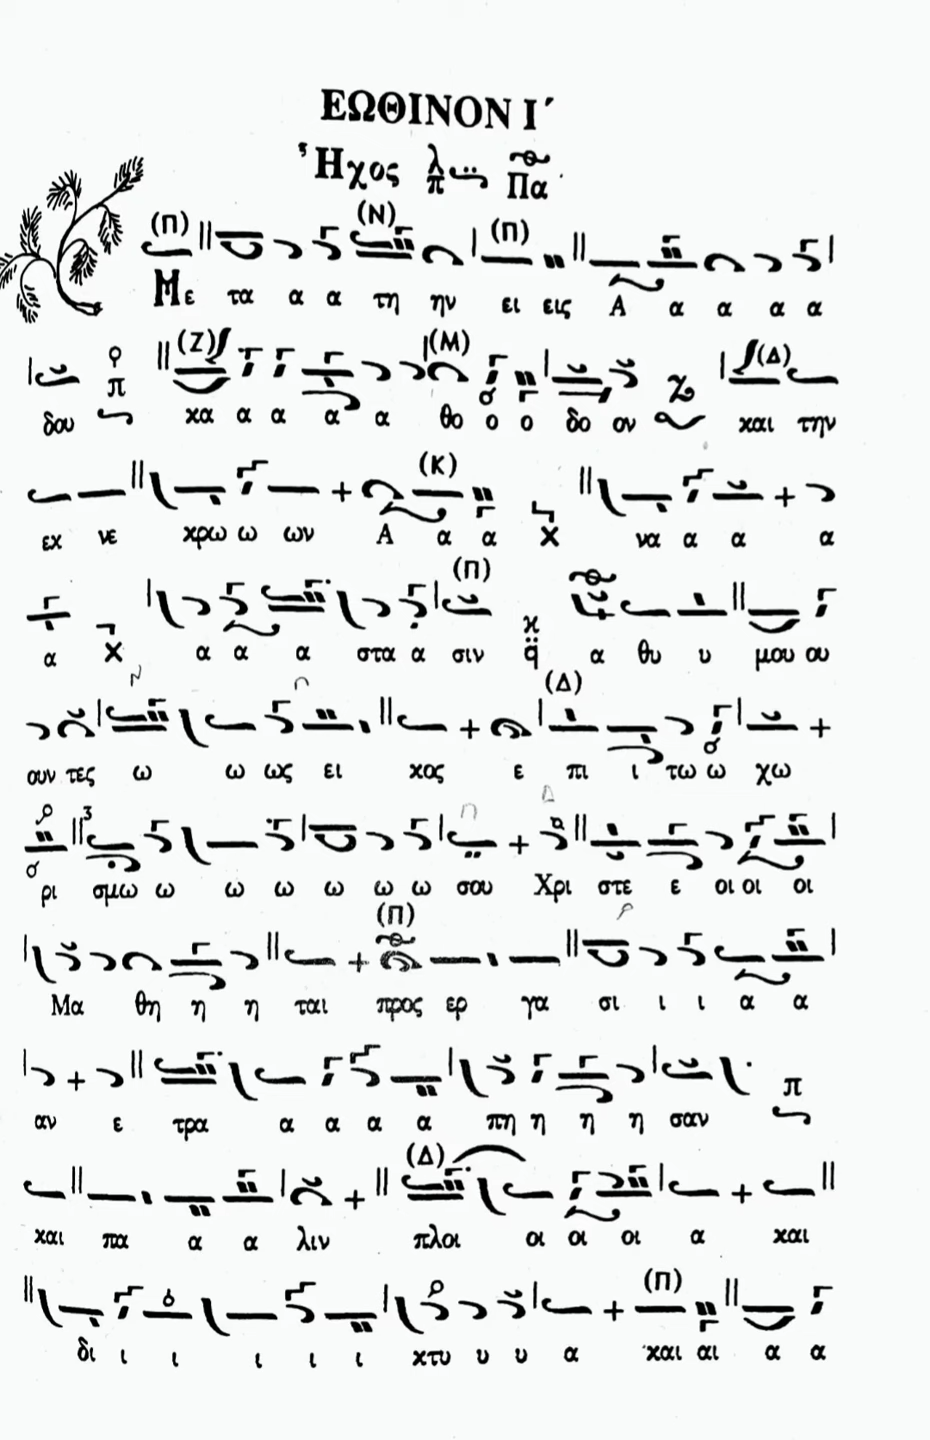 ΕΩΘΙΝΟΝ Ι΄
Ἦχος λ π Πα
(Π) (Ν) (Π)
Με τα α α τη ην ει εις Α α α α α
(Ζ) (Μ) (Δ)
δου π κα α α α α θο ο ο δο ον και την
(Κ)
εκ νε κρω ω ων Α α α χ να α α α
(Π)
α χ α α α στα α σιν α θυ υ μου ου
(Δ)
ουν τες ω ω ως ει κος ε πι ι τω ω χω
ρι σμω ω ω ω ω ω ω σου Χρι στε ε οι οι οι
(Π)
Μα θη η η ται προς ερ γα σι ι ι α α
αν ε τρα α α α α πη η η η σαν π
(Δ)
και πα α α λιν πλοι οι οι οι α και
(Π)
δι ι ι ι ι ι κτυ υ υ α και αι α α